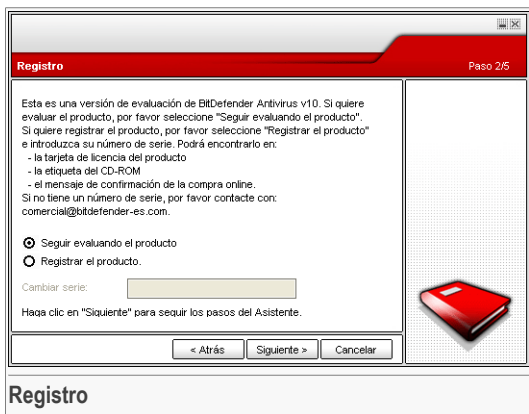 Registro
Paso 2/5
Esta es una versión de evaluación de BitDefender Antivirus v10. Si quiere
evaluar el producto, por favor seleccione "Seguir evaluando el producto".
Si quiere registrar el producto, por favor seleccione "Registrar el producto"
e introduzca su número de serie. Podrá encontrarlo en:
- la tarjeta de licencia del producto
- la etiqueta del CD-ROM
- el mensaje de confirmación de la compra online.
Si no tiene un número de serie, por favor contacte con:
comercial@bitdefender-es.com.
Seguir evaluando el producto
Registrar el producto.
Cambiar serie:
Haga clic en "Siguiente" para seguir los pasos del Asistente.
< Atrás
Siguiente >
Cancelar
Registro